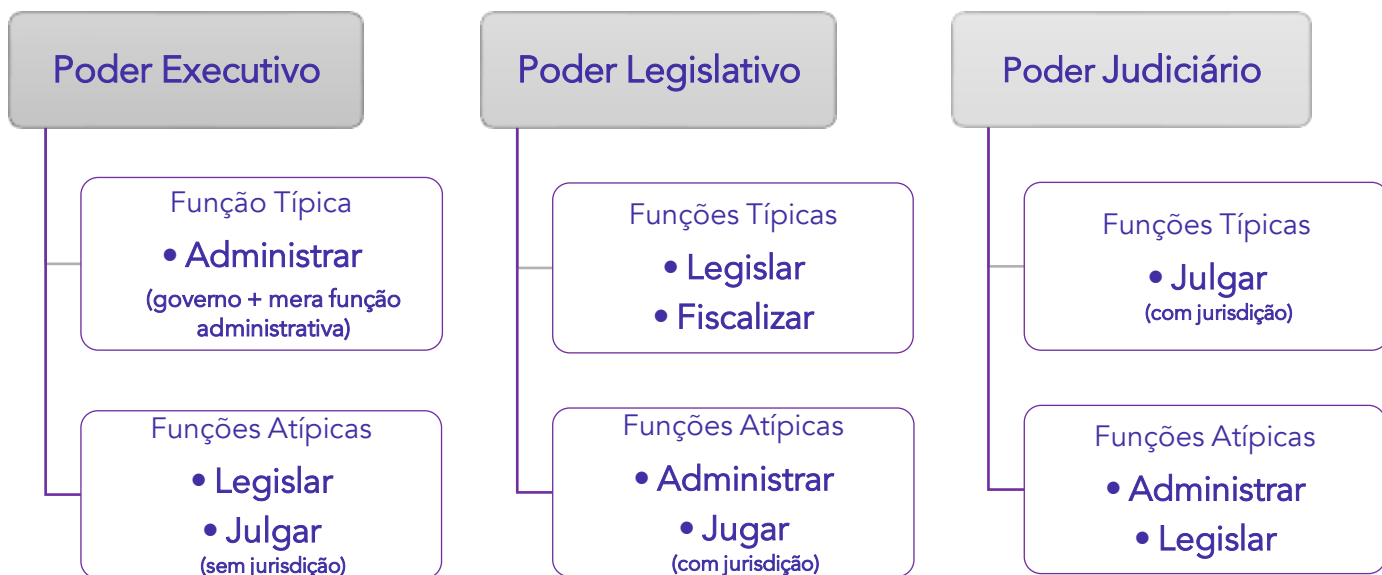 Poder Executivo
Função Típica
• Administrar
(governo + mera função
administrativa)
Funções Atípicas
• Legislar
• Julgar
(sem jurisdição)
Poder Legislativo
Funções Típicas
• Legislar
• Fiscalizar
Funções Atípicas
• Administrar
• Jugar
(com jurisdição)
Poder Judiciário
Funções Típicas
• Julgar
(com jurisdição)
Funções Atípicas
• Administrar
• Legislar